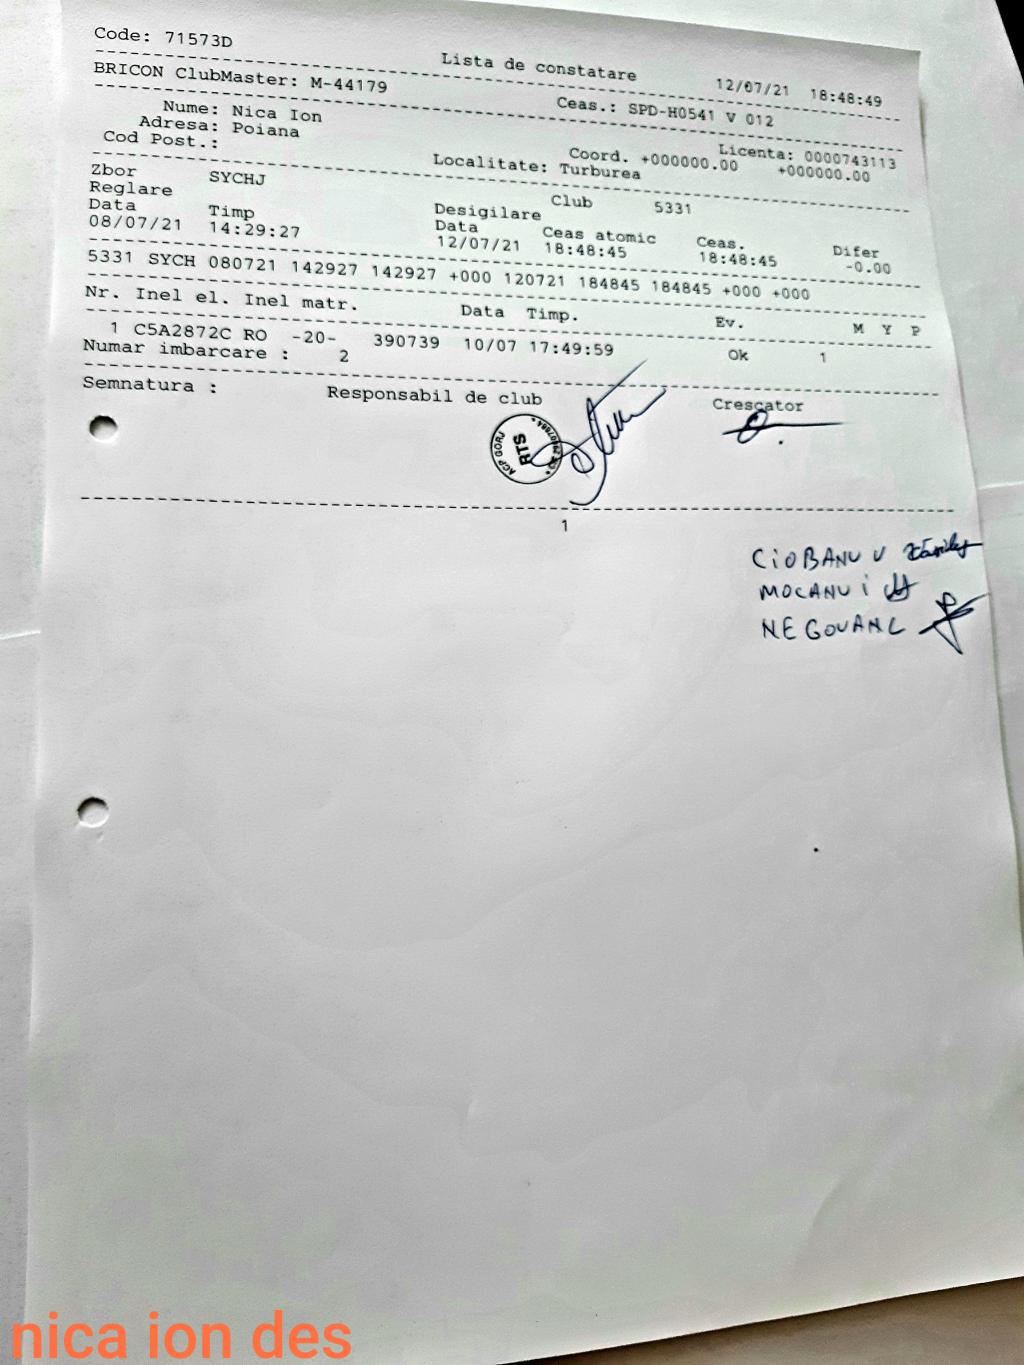 Code: 71573D
Lista de constatare 12/07/21 18:48:49
BRICON ClubMaster: M-44179 Ceas.: SPD-H0541 V 012
Nume: Nica Ion Licenta: 0000743113
Adresa: Poiana Coord. +000000.00 +000000.00
Cod Post.: Localitate: Turburea
Zbor SYCHJ Club 5331
Reglare Desigilare
Data Timp Data Ceas atomic Ceas. Difer
08/07/21 14:29:27 12/07/21 18:48:45 18:48:45 -0.00
5331 SYCH 080721 142927 142927 +000 120721 184845 184845 +000 +000
Nr. Inel el. Inel matr. Data Timp. Ev. M Y P
1 C5A2872C RO -20- 390739 10/07 17:49:59 Ok 1
Numar imbarcare : 2
Semnatura : Responsabil de club Crescator
ACP GORJ
RTS
1
CIOBANU V
MOCANU i
NEGOUANL
nica ion des